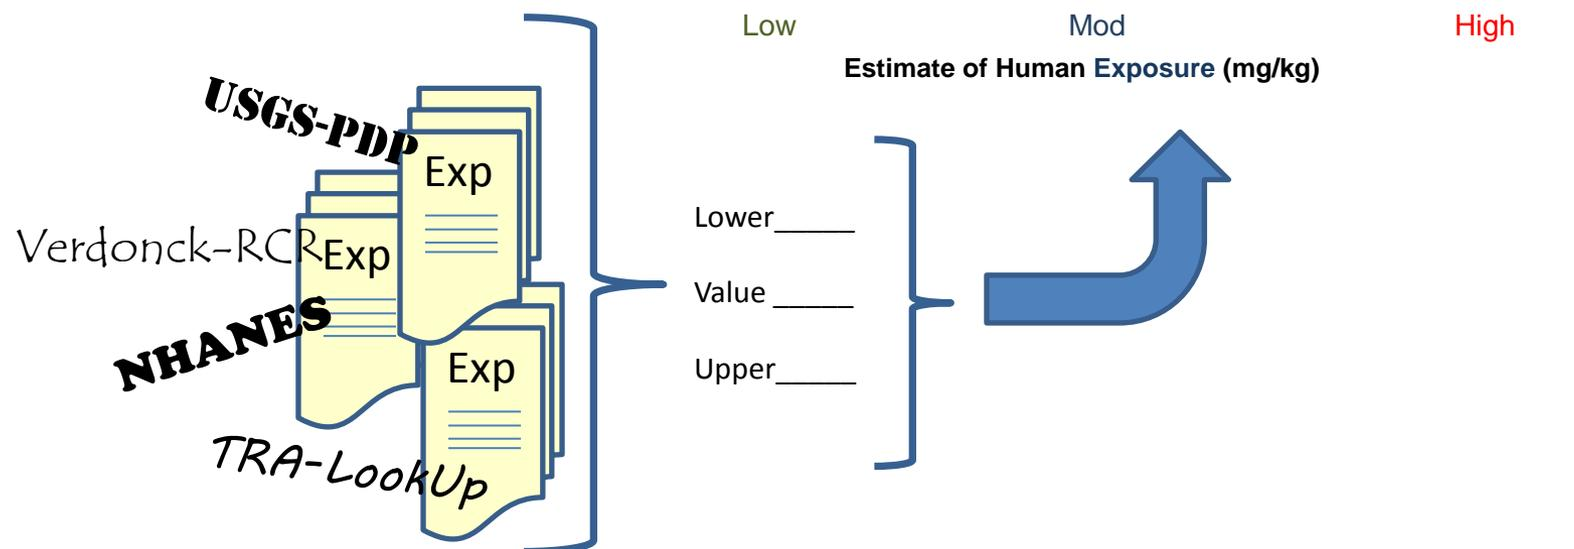 Low Mod High
Estimate of Human Exposure (mg/kg)
USGS-PDP
Exp
Verdonck-RCR
Exp
NHANES
Exp
TRA-LookUp
Lower_____
Value _____
Upper_____